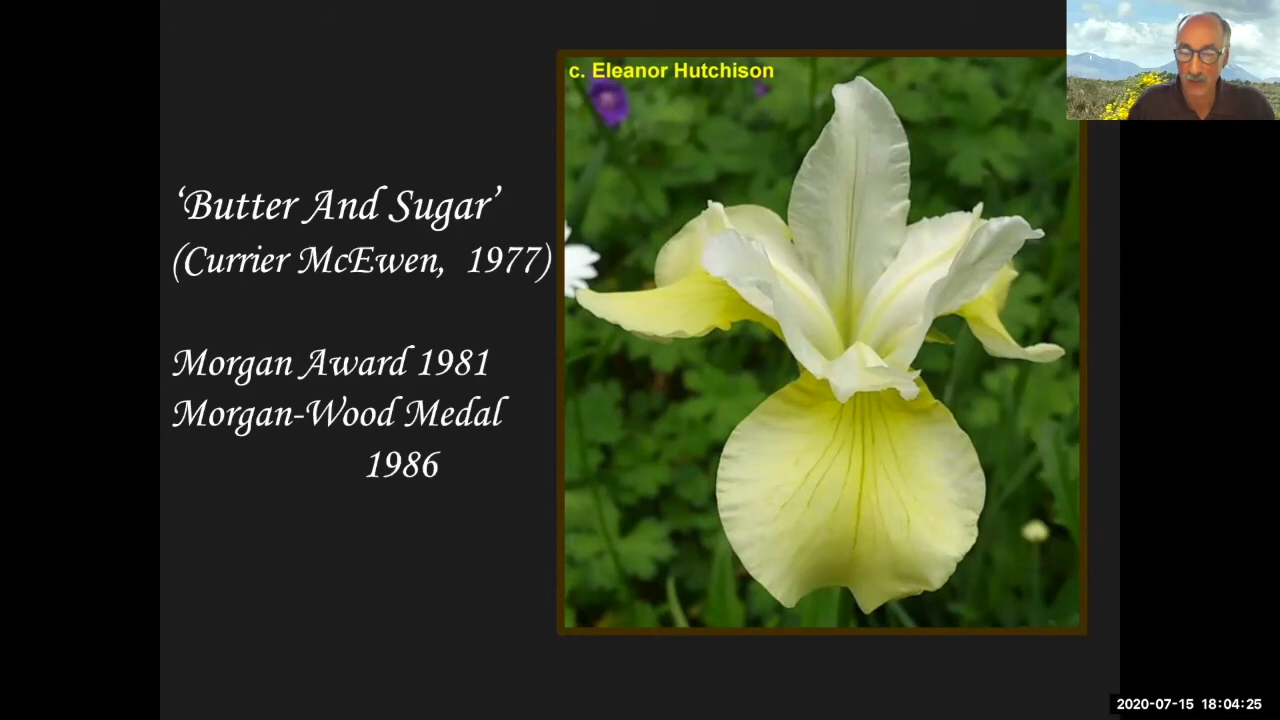 c. Eleanor Hutchison
‘Butter And Sugar’
(Currier McEwen, 1977)
Morgan Award 1981
Morgan-Wood Medal
1986
2020-07-15 18:04:25